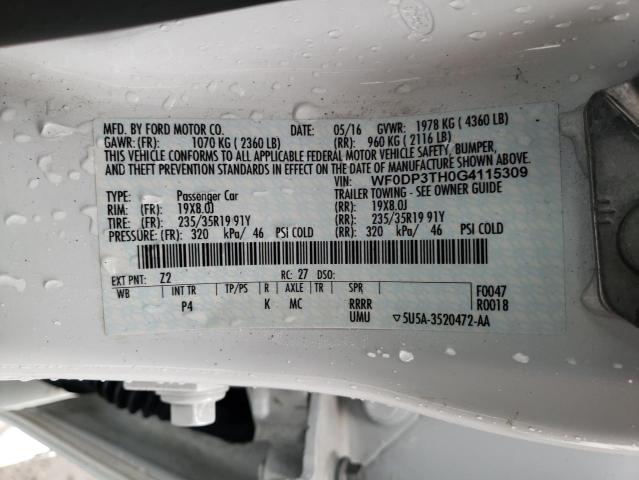 MFD. BY FORD MOTOR CO. DATE: 05/16 GVWR: 1978 KG ( 4360 LB)
GAWR: (FR): 1070 KG ( 2360 LB) (RR): 960 KG ( 2116 LB)
THIS VEHICLE CONFORMS TO ALL APPLICABLE FEDERAL MOTOR VEHICLE SAFETY, BUMPER,
AND THEFT PREVENTION STANDARDS IN EFFECT ON THE DATE OF MANUFACTURE SHOWN ABOVE.
VIN: WF0DP3TH0G4115309
TYPE: Passenger Car TRAILER TOWING - SEE OWNER GUIDE
RIM: (FR) 19X8.0J (RR): 19X8.0J
TIRE: (FR) 235/35R19 91Y (RR): 235/35R19 91Y
PRESSURE: (FR) 320 kPa/ 46 PSI COLD (RR): 320 kPa/ 46 PSI COLD
EXT PNT: Z2 RC: 27 DSO:
WB INT TR TP/PS R AXLE TR SPR F0047
P4 K MC RRRR R0018
UMU ▽5U5A-3520472-AA